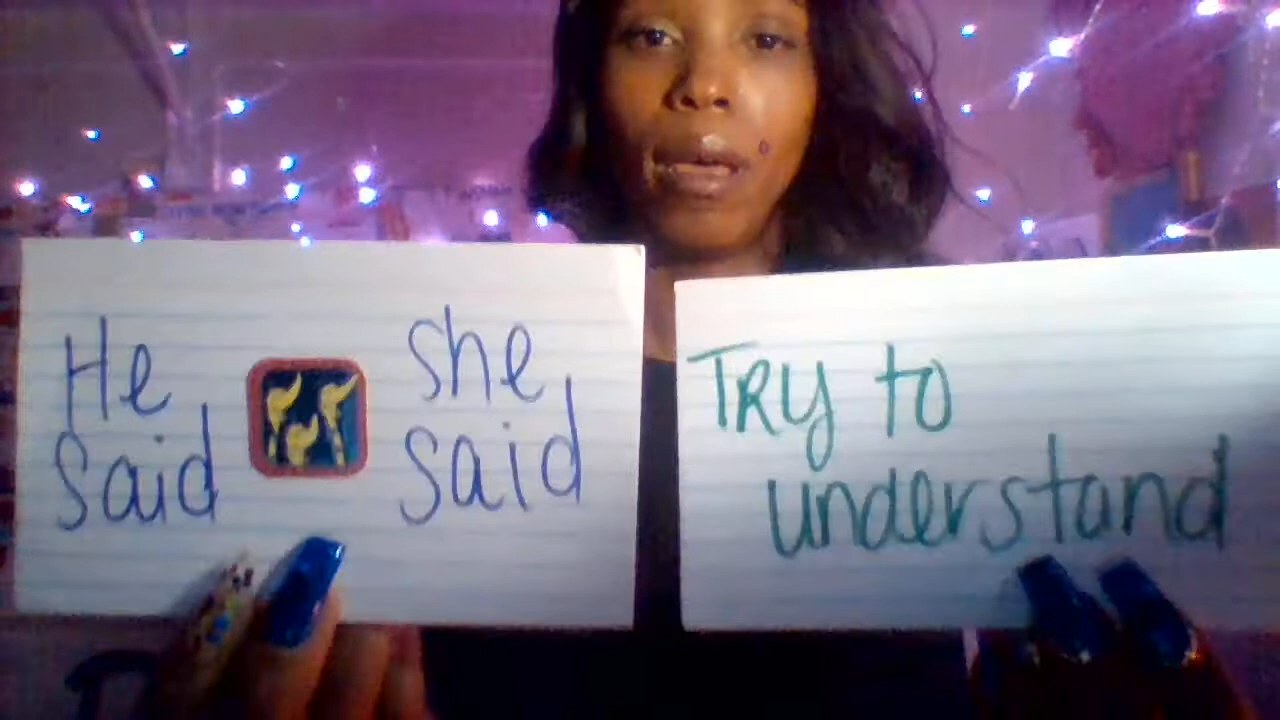 He
said
she
said
Try to
understand